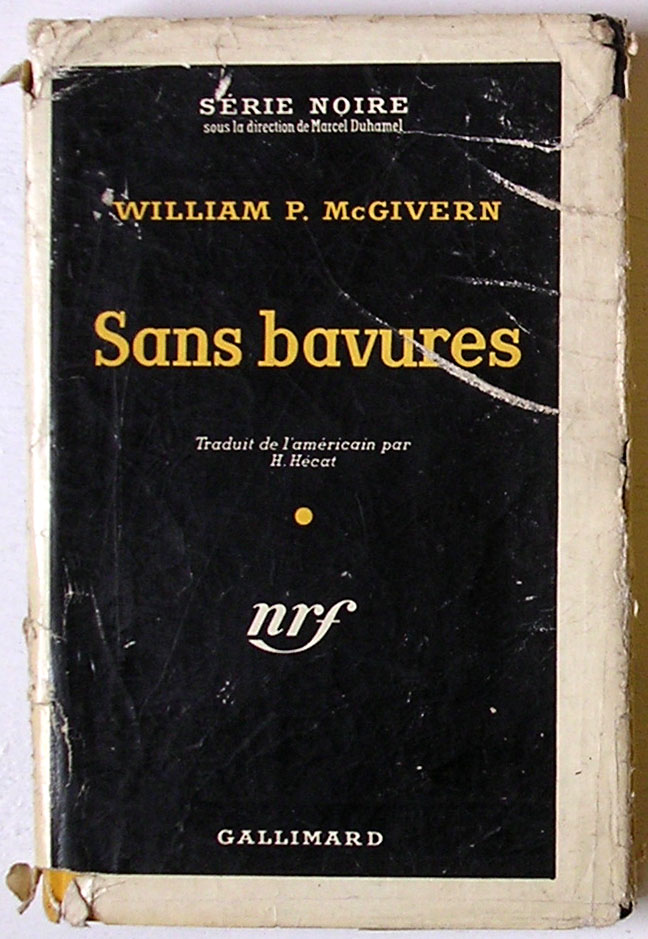 SÉRIE NOIRE
sous la direction de Marcel Duhamel
WILLIAM P. McGIVERN
Sans bavures
Traduit de l'américain par
H. Hécat
nrf
GALLIMARD